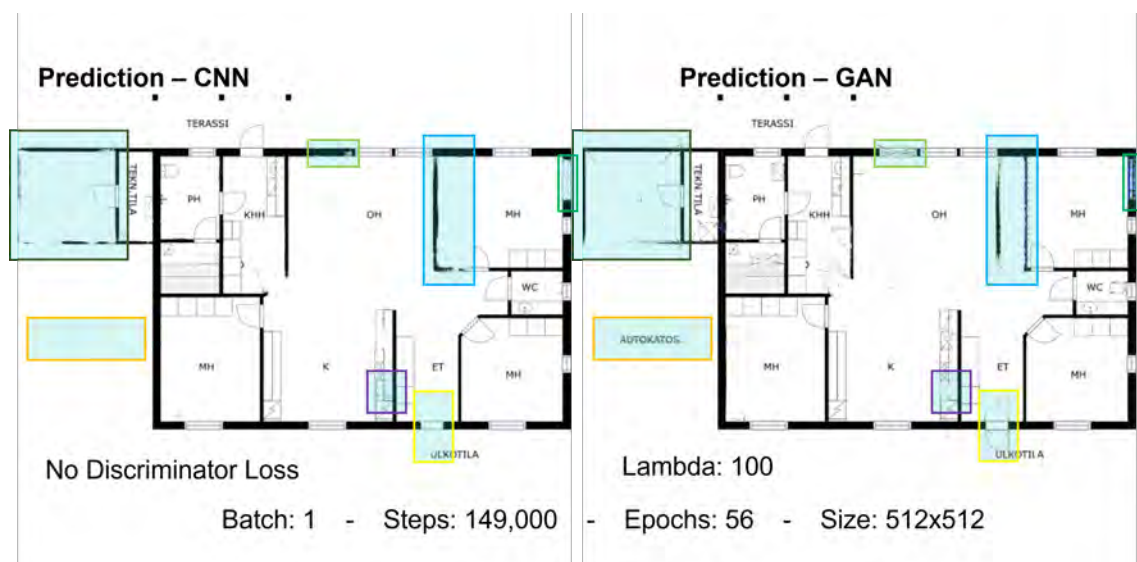 Prediction – CNN
Prediction – GAN
TERASSI
TERASSI
TEKN.TILA
PH
KHH
OH
MH
TEKN.TILA
PH
KHH
OH
MH
WC
WC
AUTOKATOS
MH
K
ET
MH
MH
K
ET
MH
ULKOTILA
ULKOTILA
No Discriminator Loss
Lambda: 100
Batch: 1 - Steps: 149,000 - Epochs: 56 - Size: 512x512